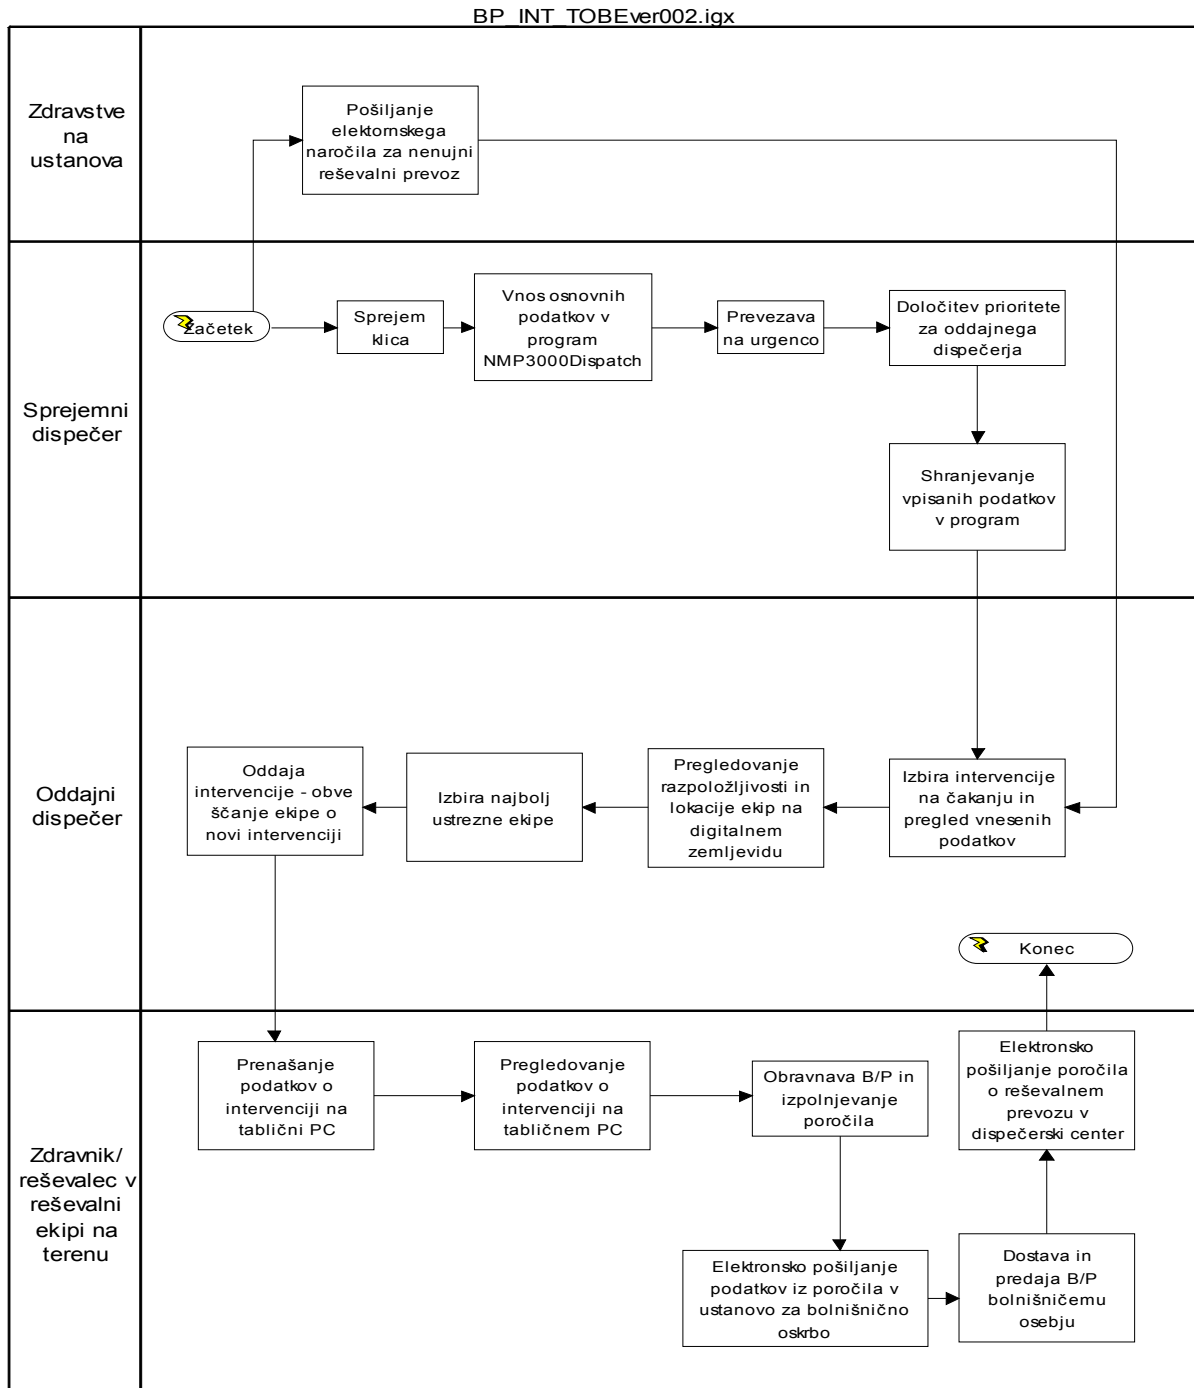 BP_INT_TOBEver002.igx
Zdravstve
na
ustanova
Pošiljanje
elektornskega
naročila za nenujni
reševalni prevoz
Sprejemni
dispečer
Začetek
Sprejem
klica
Vnos osnovnih
podatkov v
program
NMP3000Dispatch
Prevezava
na urgenco
Določitev prioritete
za oddajnega
dispečerja
Shranjevanje
vpisanih podatkov
v program
Oddajni
dispečer
Oddaja
intervencije - obve
ščanje ekipe o
novi intervenciji
Izbira najbolj
ustrezne ekipe
Pregledovanje
razpoložljivosti in
lokacije ekip na
digitalnem
zemljevidu
Izbira intervencije
na čakanju in
pregled vnesenih
podatkov
Konec
Zdravnik/
reševalec v
reševalni
ekipi na
terenu
Prenašanje
podatkov o
intervenciji na
tablični PC
Pregledovanje
podatkov o
intervenciji na
tabličnem PC
Obravnava B/P in
izpolnjevanje
poročila
Elektronsko
pošiljanje poročila
o reševalnem
prevozu v
dispečerski center
Elektronsko pošiljanje
podatkov iz poročila v
ustanovo za bolnišnično
oskrbo
Dostava in
predaja B/P
bolnišničemu
osebju